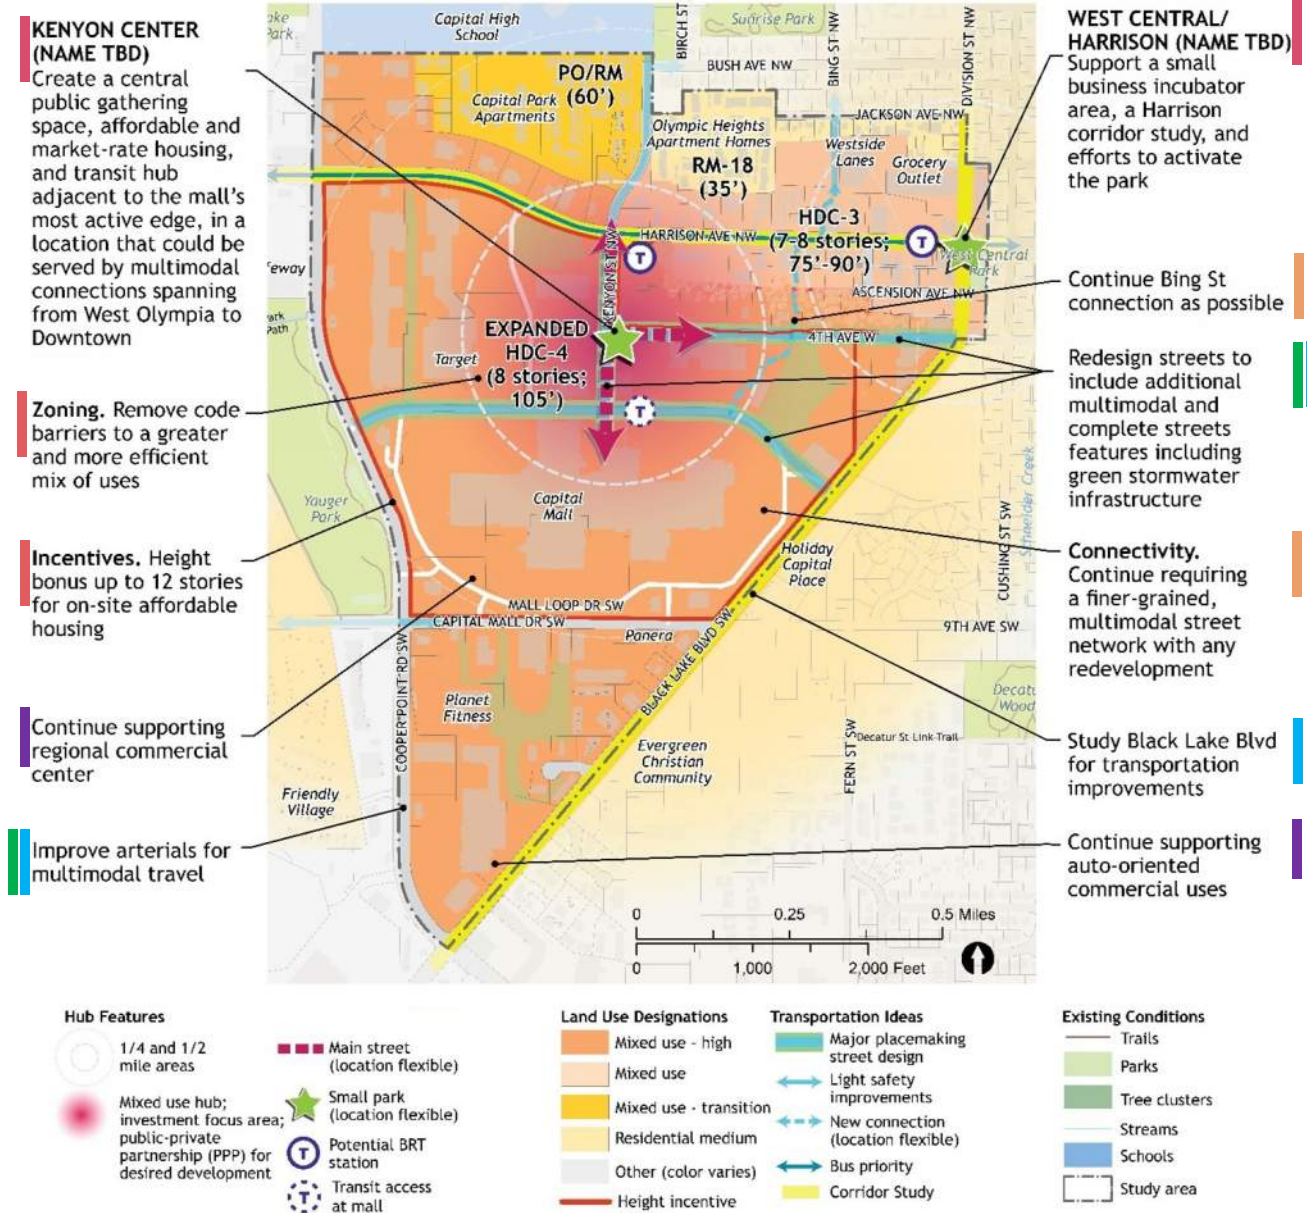 KENYON CENTER
(NAME TBD)
Create a central
public gathering
space, affordable and
market-rate housing,
and transit hub
adjacent to the mall's
most active edge, in a
location that could be
served by multimodal
connections spanning
from West Olympia to
Downtown
Zoning. Remove code
barriers to a greater
and more efficient
mix of uses
Incentives. Height
bonus up to 12 stories
for on-site affordable
housing
Continue supporting
regional commercial
center
Improve arterials for
multimodal travel
ake
Park
Capital High
School
BIRCH ST
Sunrise Park
BING ST NW
DIVISION ST NW
BUSH AVE NW
PO/RM
(60')
Capital Park
Apartments
JACKSON AVE NW
Olympic Heights
Apartment Homes
Westside
Lanes
Grocery
Outlet
RM-18
(35')
HDC-3
(7-8 stories;
75'-90')
HARRISON AVE NW
T
T
West Central
Park
KENYON ST NW
ASCENSION AVE NW
feway
ark
Path
EXPANDED
HDC-4
(8 stories;
105')
4TH AVE W
Target
T
Yauger
Park
Capital
Mall
Schneider Creek
CUSHING ST SW
Holiday
Capital
Place
MALL LOOP DR SW
CAPITAL MALL DR SW
Panera
9TH AVE SW
COOPER POINT RD SW
BLACK LAKE BLVD SW
Planet
Fitness
Decatu
Wood
Evergreen
Christian
Community
FERN ST SW
Decatur St Link Trail
Friendly
Village
0 0.25 0.5 Miles
0 1,000 2,000 Feet
WEST CENTRAL/
HARRISON (NAME TBD)
Support a small
business incubator
area, a Harrison
corridor study, and
efforts to activate
the park
Continue Bing St
connection as possible
Redesign streets to
include additional
multimodal and
complete streets
features including
green stormwater
infrastructure
Connectivity.
Continue requiring
a finer-grained,
multimodal street
network with any
redevelopment
Study Black Lake Blvd
for transportation
improvements
Continue supporting
auto-oriented
commercial uses
Hub Features
1/4 and 1/2
mile areas
Mixed use hub;
investment focus area;
public-private
partnership (PPP) for
desired development
Main street
(location flexible)
Small park
(location flexible)
T
Potential BRT
station
T
Transit access
at mall
Land Use Designations
Mixed use - high
Mixed use
Mixed use - transition
Residential medium
Other (color varies)
Height incentive
Transportation Ideas
Major placemaking
street design
Light safety
improvements
New connection
(location flexible)
Bus priority
Corridor Study
Existing Conditions
Trails
Parks
Tree clusters
Streams
Schools
Study area